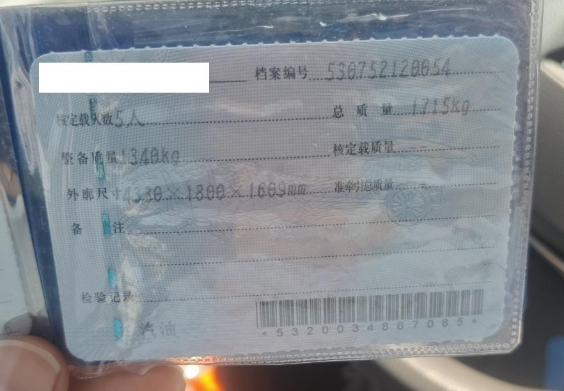 档案编号 530752120054
核定载人数 5人 总质量 1715kg
整备质量 1340kg 核定载质量
外廓尺寸 4330×1800×1609mm 准牵引总质量
备注
检验记录
汽油
*5320034867085*